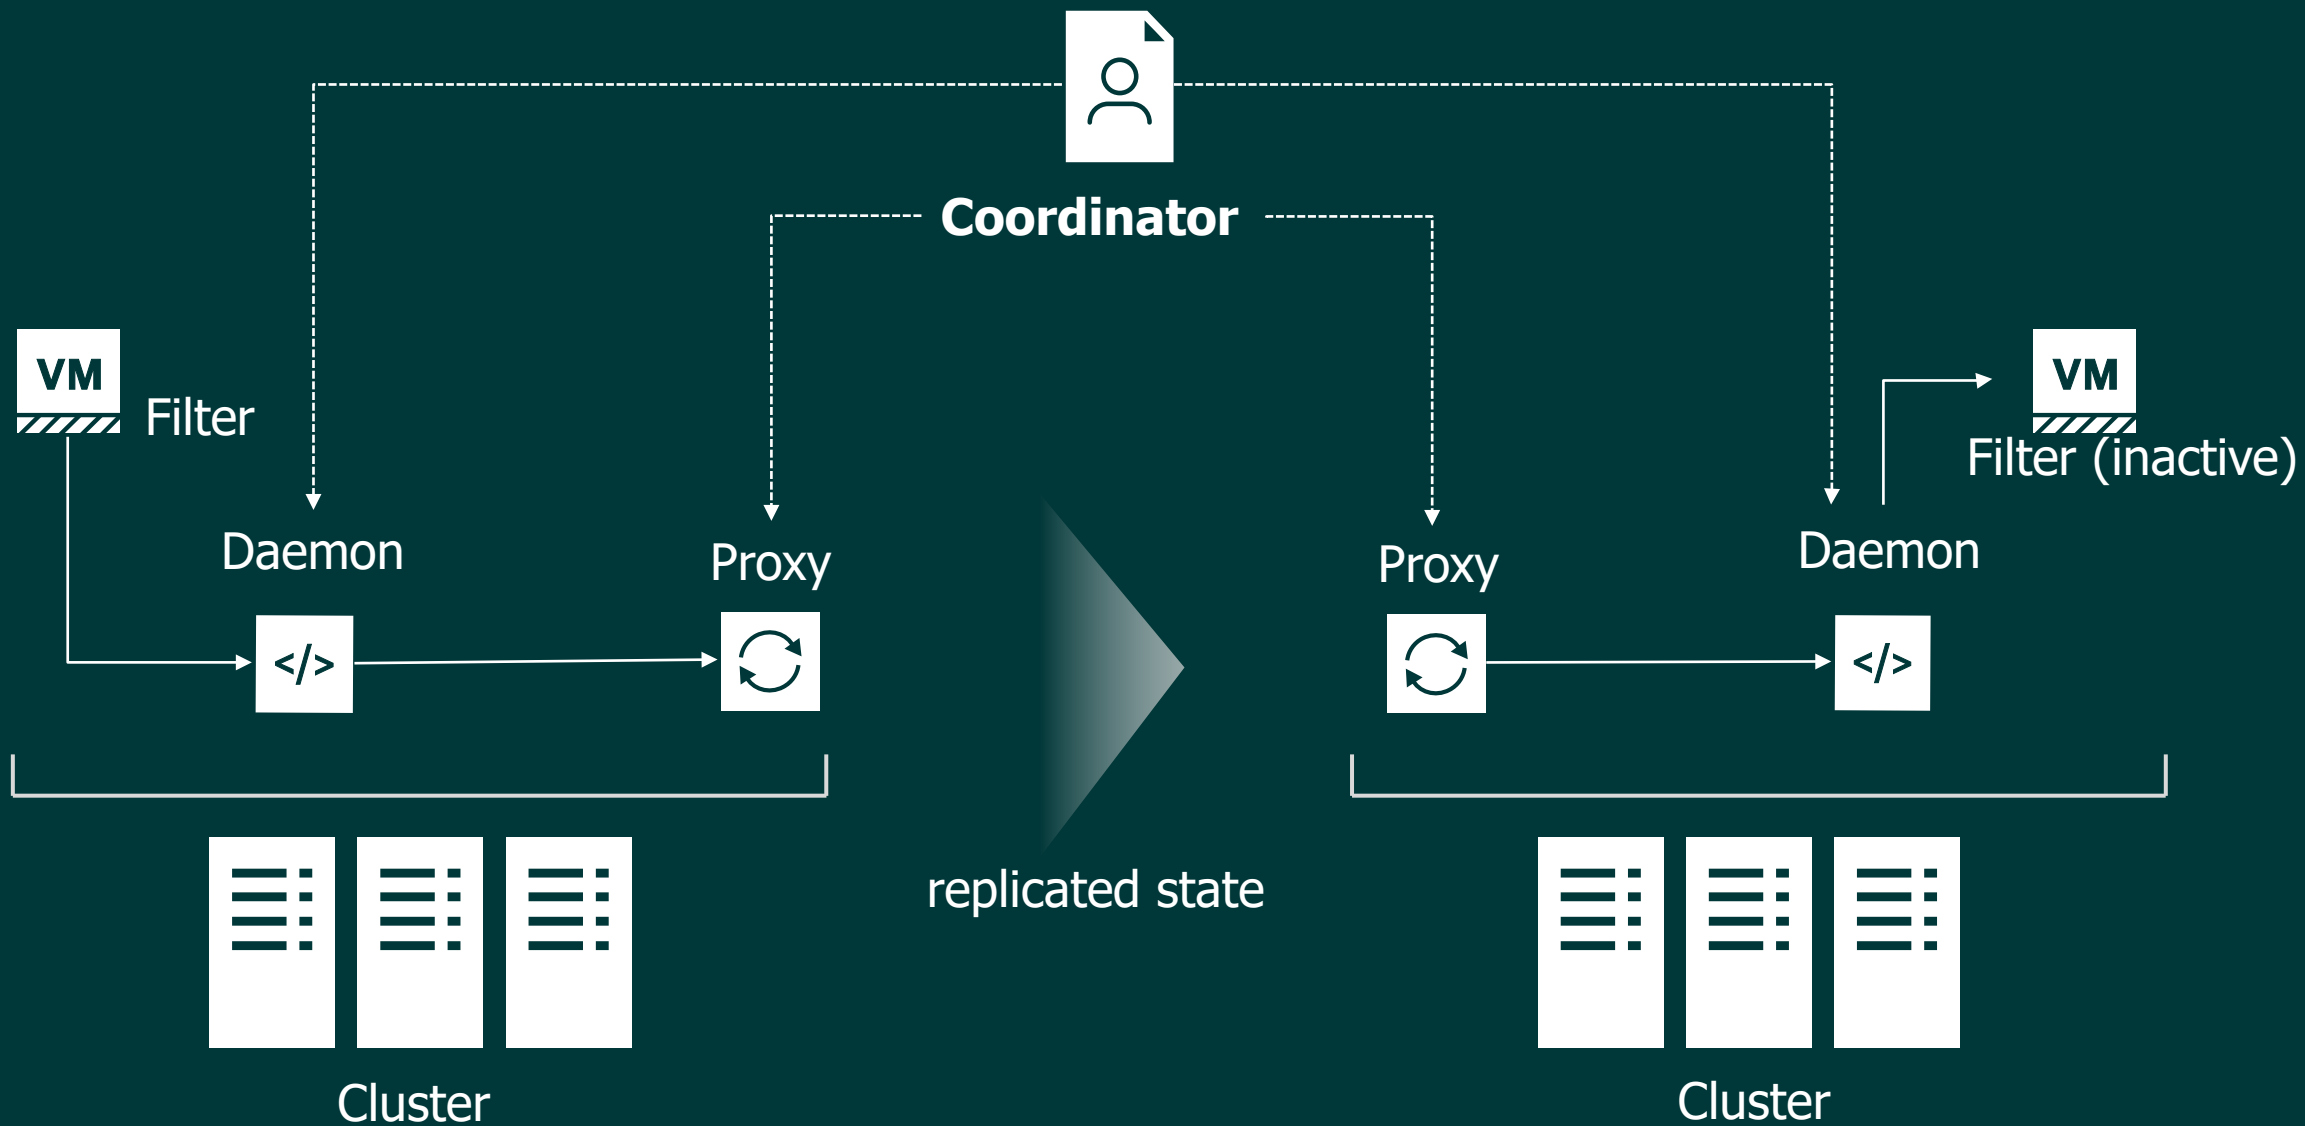 Coordinator
VM
Filter
VM
Filter (inactive)
Daemon
Proxy
Proxy
Daemon
</>
</>
replicated state
Cluster
Cluster